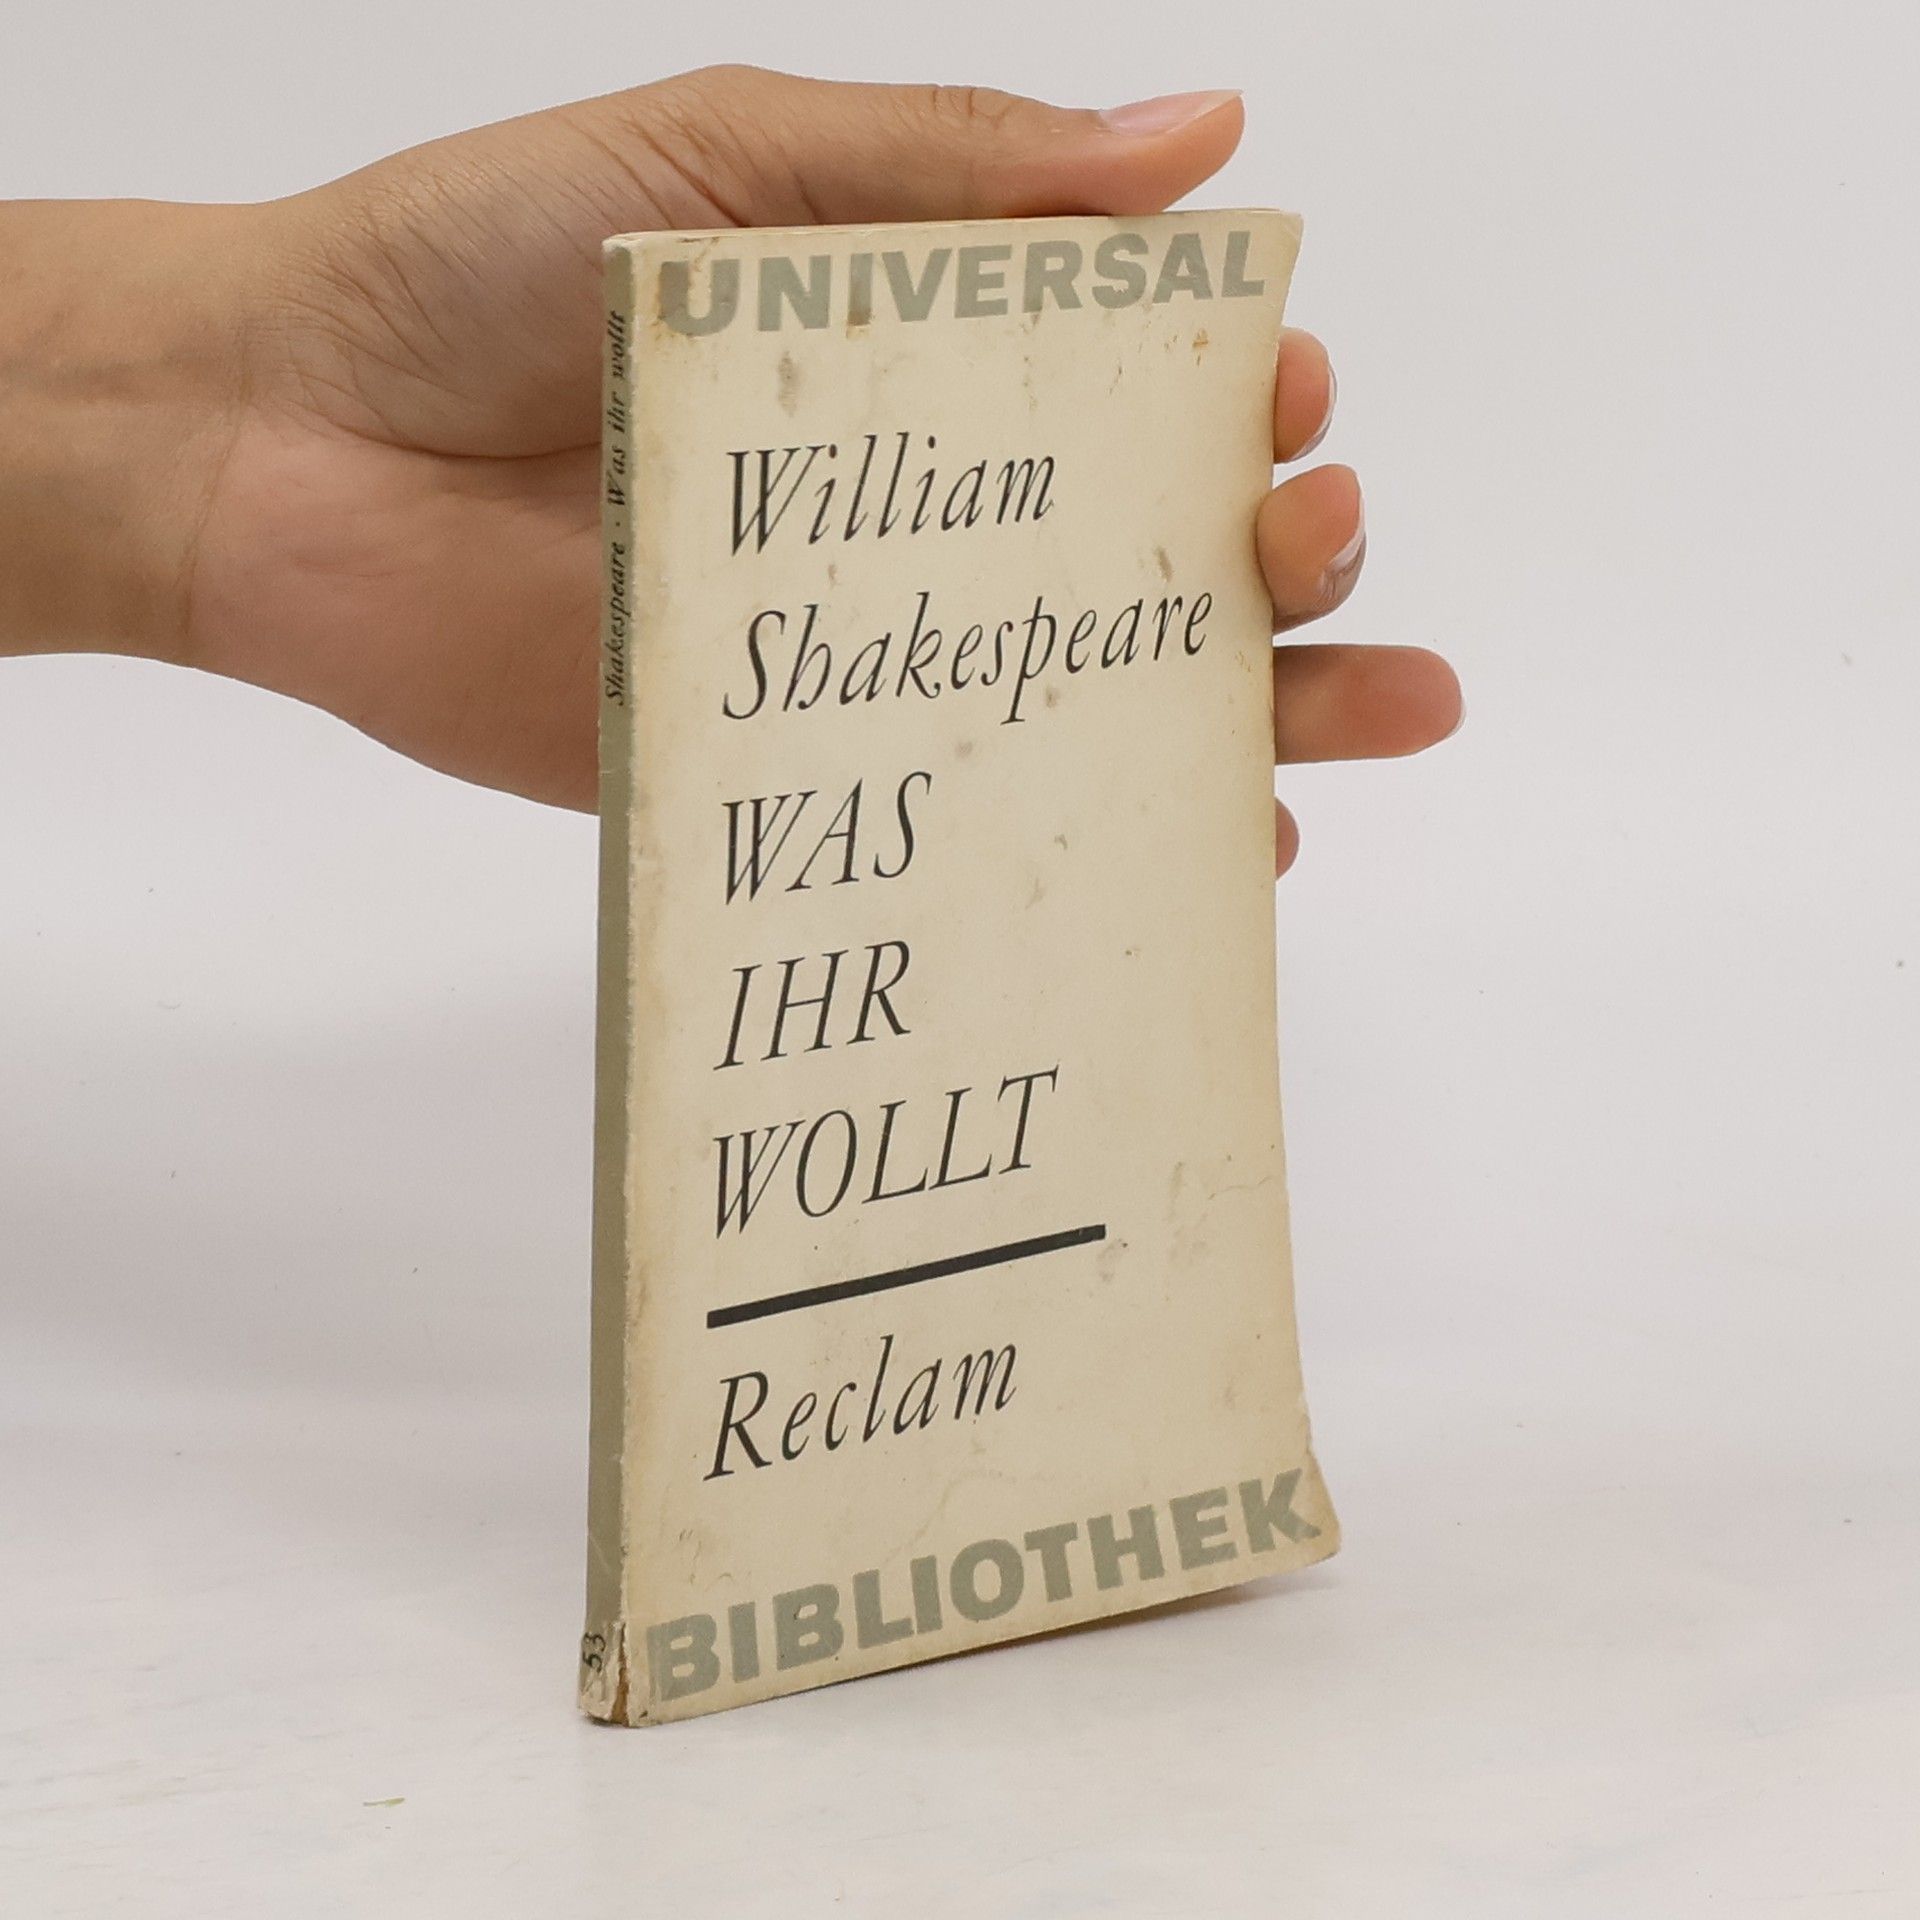 UNIVERSAL
William
Shakespeare
WAS
IHR
WOLLT
Reclam
BIBLIOTHEK
Shakespeare · Was ihr wollt
53